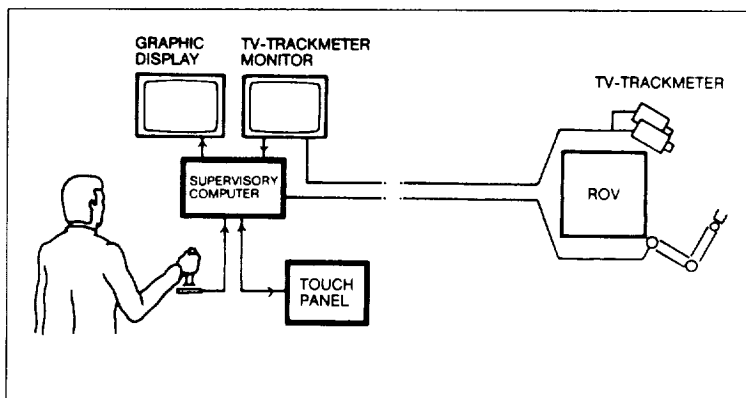 GRAPHIC
DISPLAY
TV-TRACKMETER
MONITOR
TV-TRACKMETER
SUPERVISORY
COMPUTER
ROV
TOUCH
PANEL